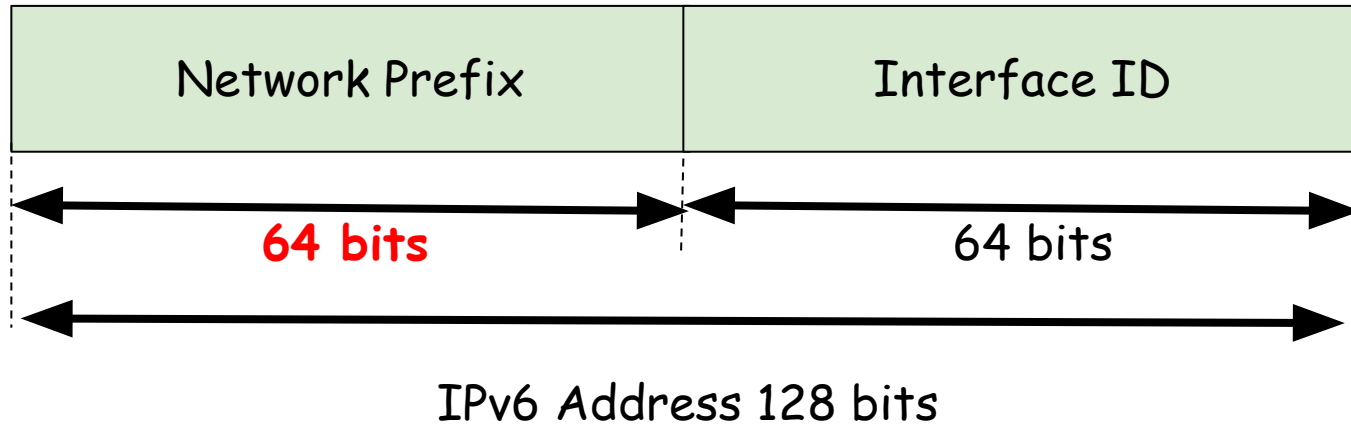 Network Prefix
Interface ID
64 bits
64 bits
IPv6 Address 128 bits